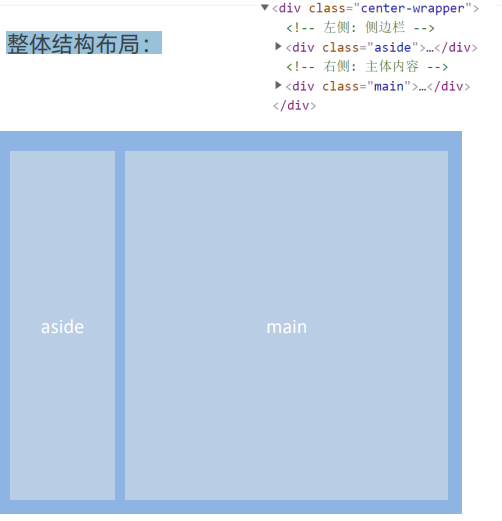 整体结构布局：
▼<div class="center-wrapper">
<!-- 左侧: 侧边栏 -->
▶<div class="aside">…</div>
<!-- 右侧: 主体内容 -->
▶<div class="main">…</div>
</div>
aside
main